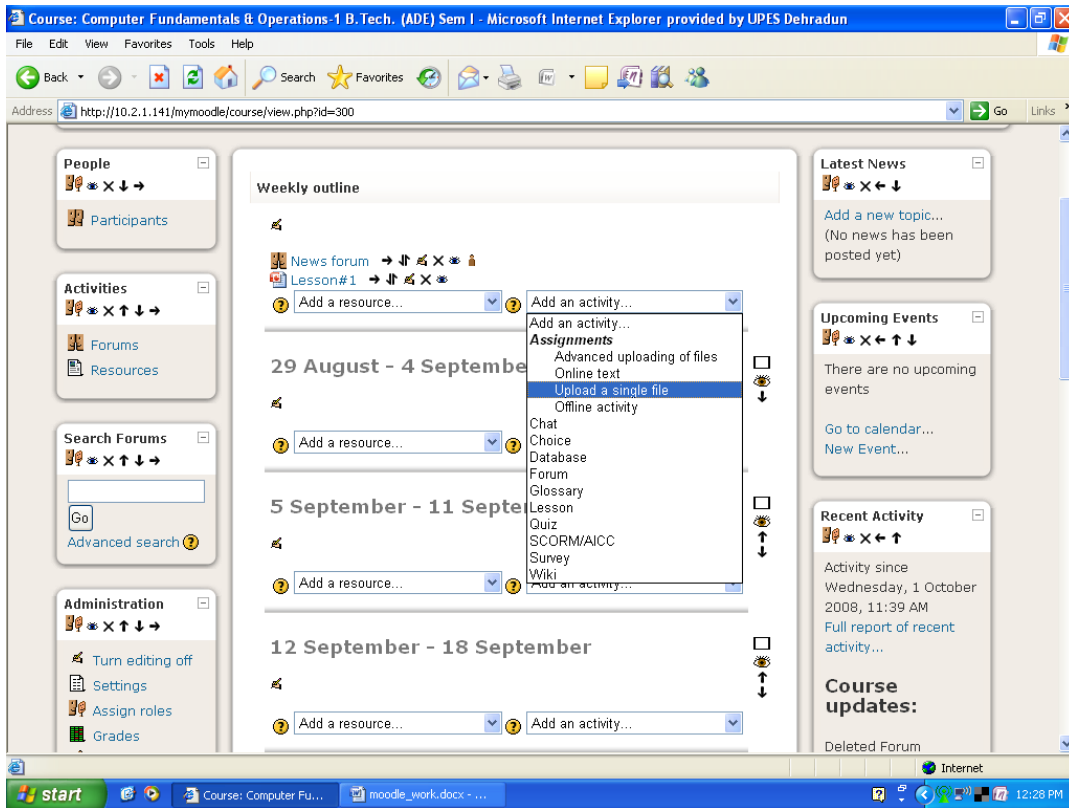 Course: Computer Fundamentals & Operations-1 B.Tech. (ADE) Sem I - Microsoft Internet Explorer provided by UPES Dehradun
File Edit View Favorites Tools Help
Back Search Favorites
Address http://10.2.1.141/mymoodle/course/view.php?id=300 Go Links
People
Participants
Activities
Forums
Resources
Search Forums
Go
Advanced search
Administration
Turn editing off
Settings
Assign roles
Grades
Weekly outline
News forum
Lesson#1
Add a resource... Add an activity...
Add an activity...
Assignments
Advanced uploading of files
Online text
Upload a single file
Offline activity
Chat
Choice
Database
Forum
Glossary
Lesson
Quiz
SCORM/AICC
Survey
Wiki
29 August - 4 Septembe
Add a resource...
5 September - 11 Septe
Add a resource... Add an activity...
12 September - 18 September
Add a resource... Add an activity...
Latest News
Add a new topic...
(No news has been
posted yet)
Upcoming Events
There are no upcoming
events
Go to calendar...
New Event...
Recent Activity
Activity since
Wednesday, 1 October
2008, 11:39 AM
Full report of recent
activity...
Course
updates:
Deleted Forum
Internet
start Course: Computer Fu... moodle_work.docx - ... 12:28 PM